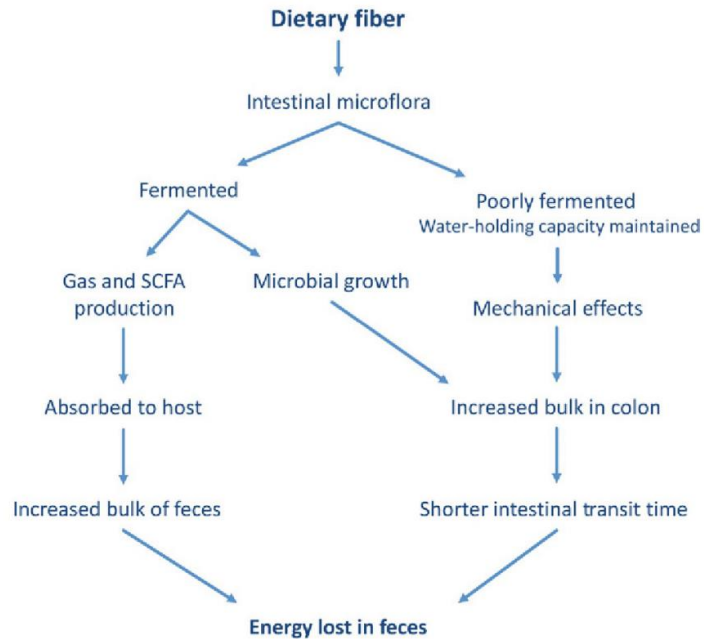 Dietary fiber
Intestinal microflora
Fermented
Poorly fermented
Water-holding capacity maintained
Gas and SCFA
production
Microbial growth
Mechanical effects
Absorbed to host
Increased bulk in colon
Increased bulk of feces
Shorter intestinal transit time
Energy lost in feces